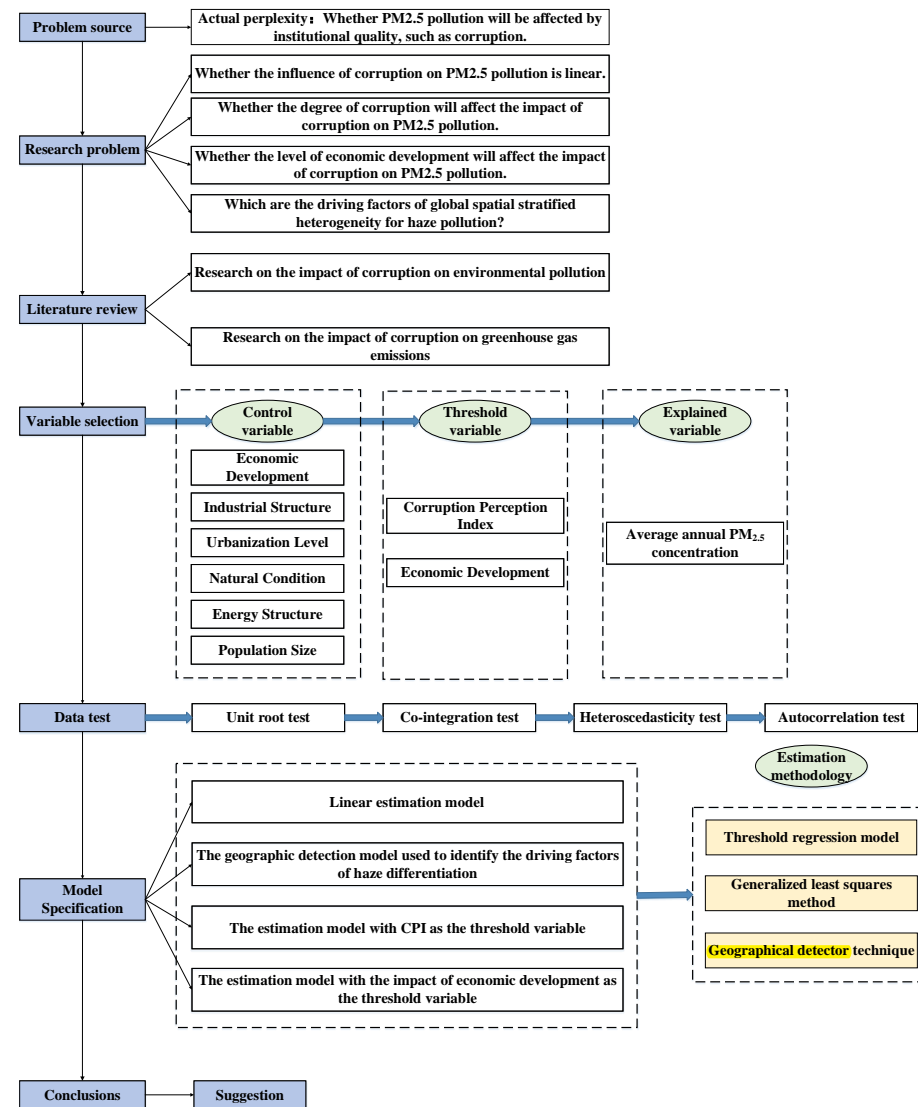 Problem source
Actual perplexity：Whether PM2.5 pollution will be affected by
institutional quality, such as corruption.
Whether the influence of corruption on PM2.5 pollution is linear.
Whether the degree of corruption will affect the impact of
corruption on PM2.5 pollution.
Research problem
Whether the level of economic development will affect the impact
of corruption on PM2.5 pollution.
Which are the driving factors of global spatial stratified
heterogeneity for haze pollution?
Research on the impact of corruption on environmental pollution
Literature review
Research on the impact of corruption on greenhouse gas
emissions
Variable selection
Control
variable
Threshold
variable
Explained
variable
Economic
Development
Industrial Structure
Urbanization Level
Natural Condition
Energy Structure
Population Size
Corruption Perception
Index
Economic Development
Average annual PM2.5
concentration
Data test
Unit root test
Co-integration test
Heteroscedasticity test
Autocorrelation test
Estimation
methodology
Linear estimation model
The geographic detection model used to identify the driving factors
of haze differentiation
Model
Specification
The estimation model with CPI as the threshold variable
The estimation model with the impact of economic development as
the threshold variable
Threshold regression model
Generalized least squares
method
Geographical detector technique
Conclusions
Suggestion